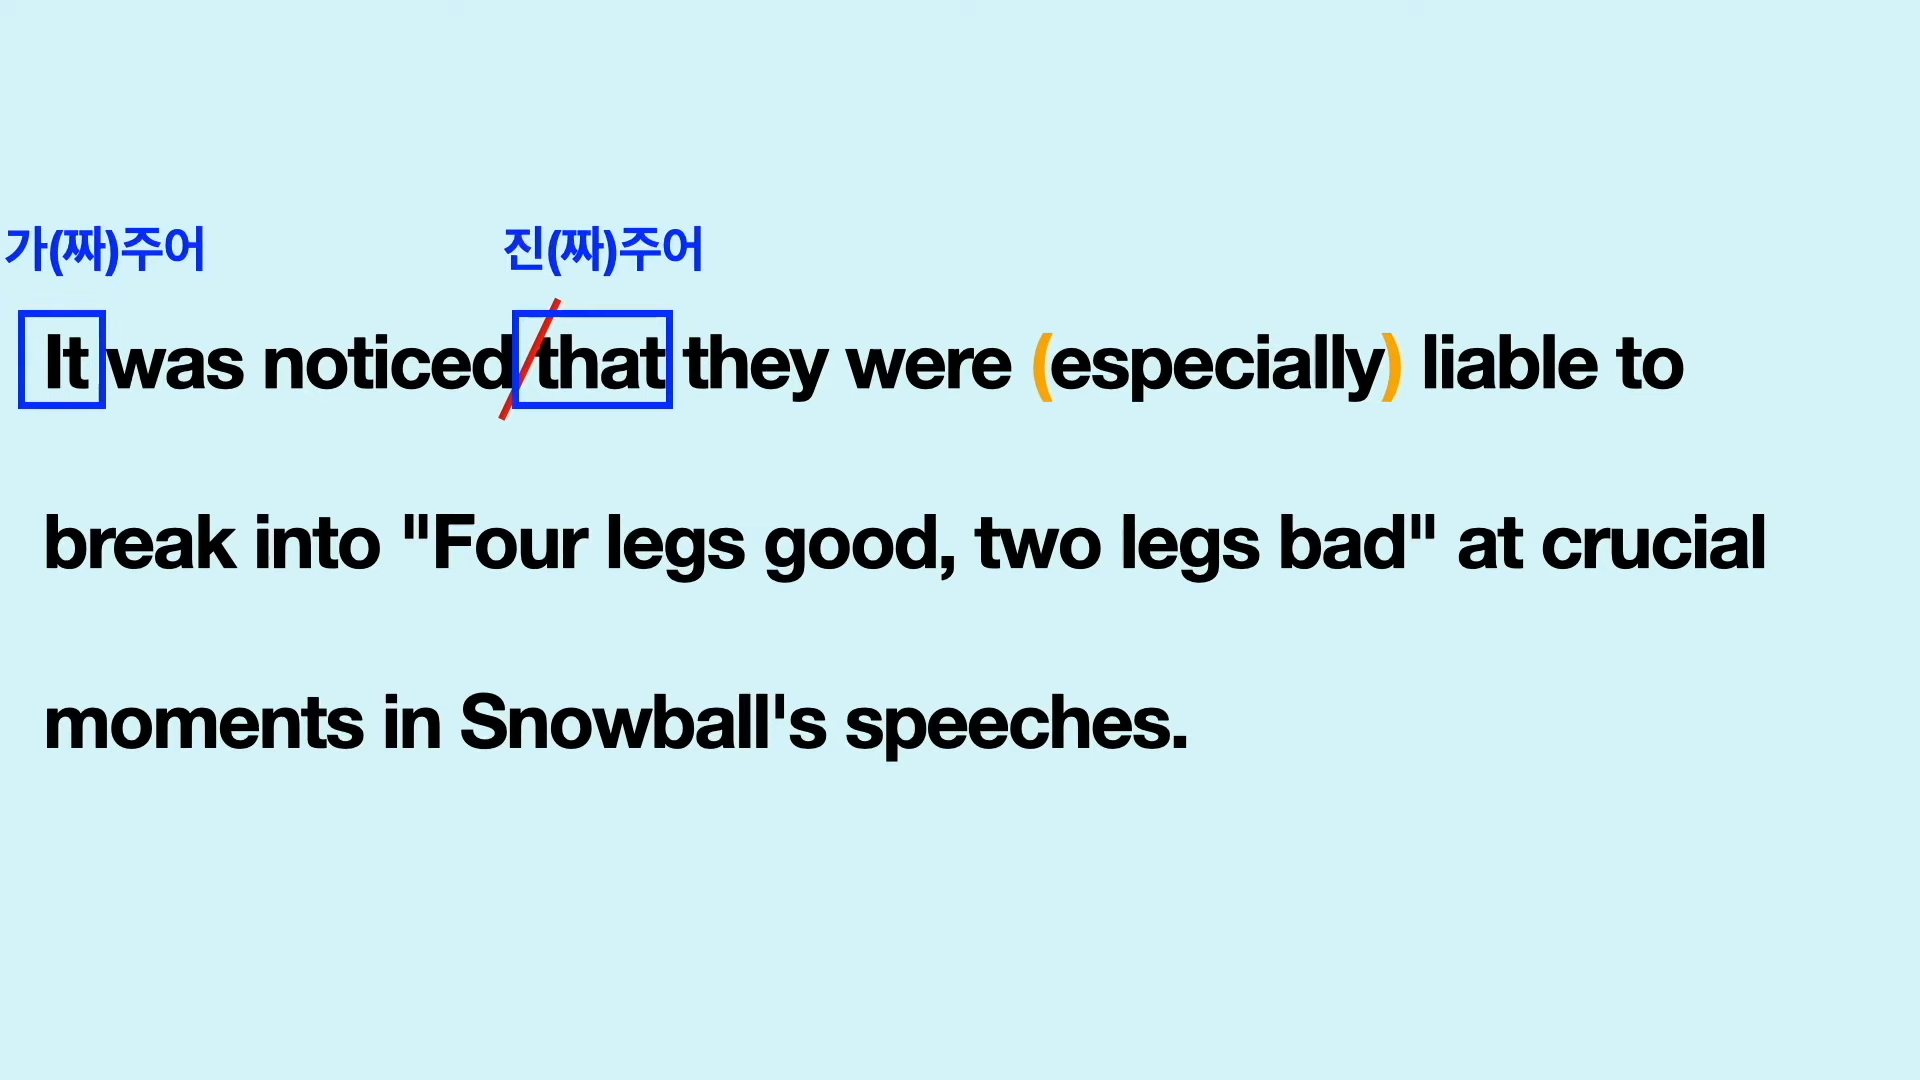 가(짜)주어 진(짜)주어
It was noticed that they were (especially) liable to
break into "Four legs good, two legs bad" at crucial
moments in Snowball's speeches.